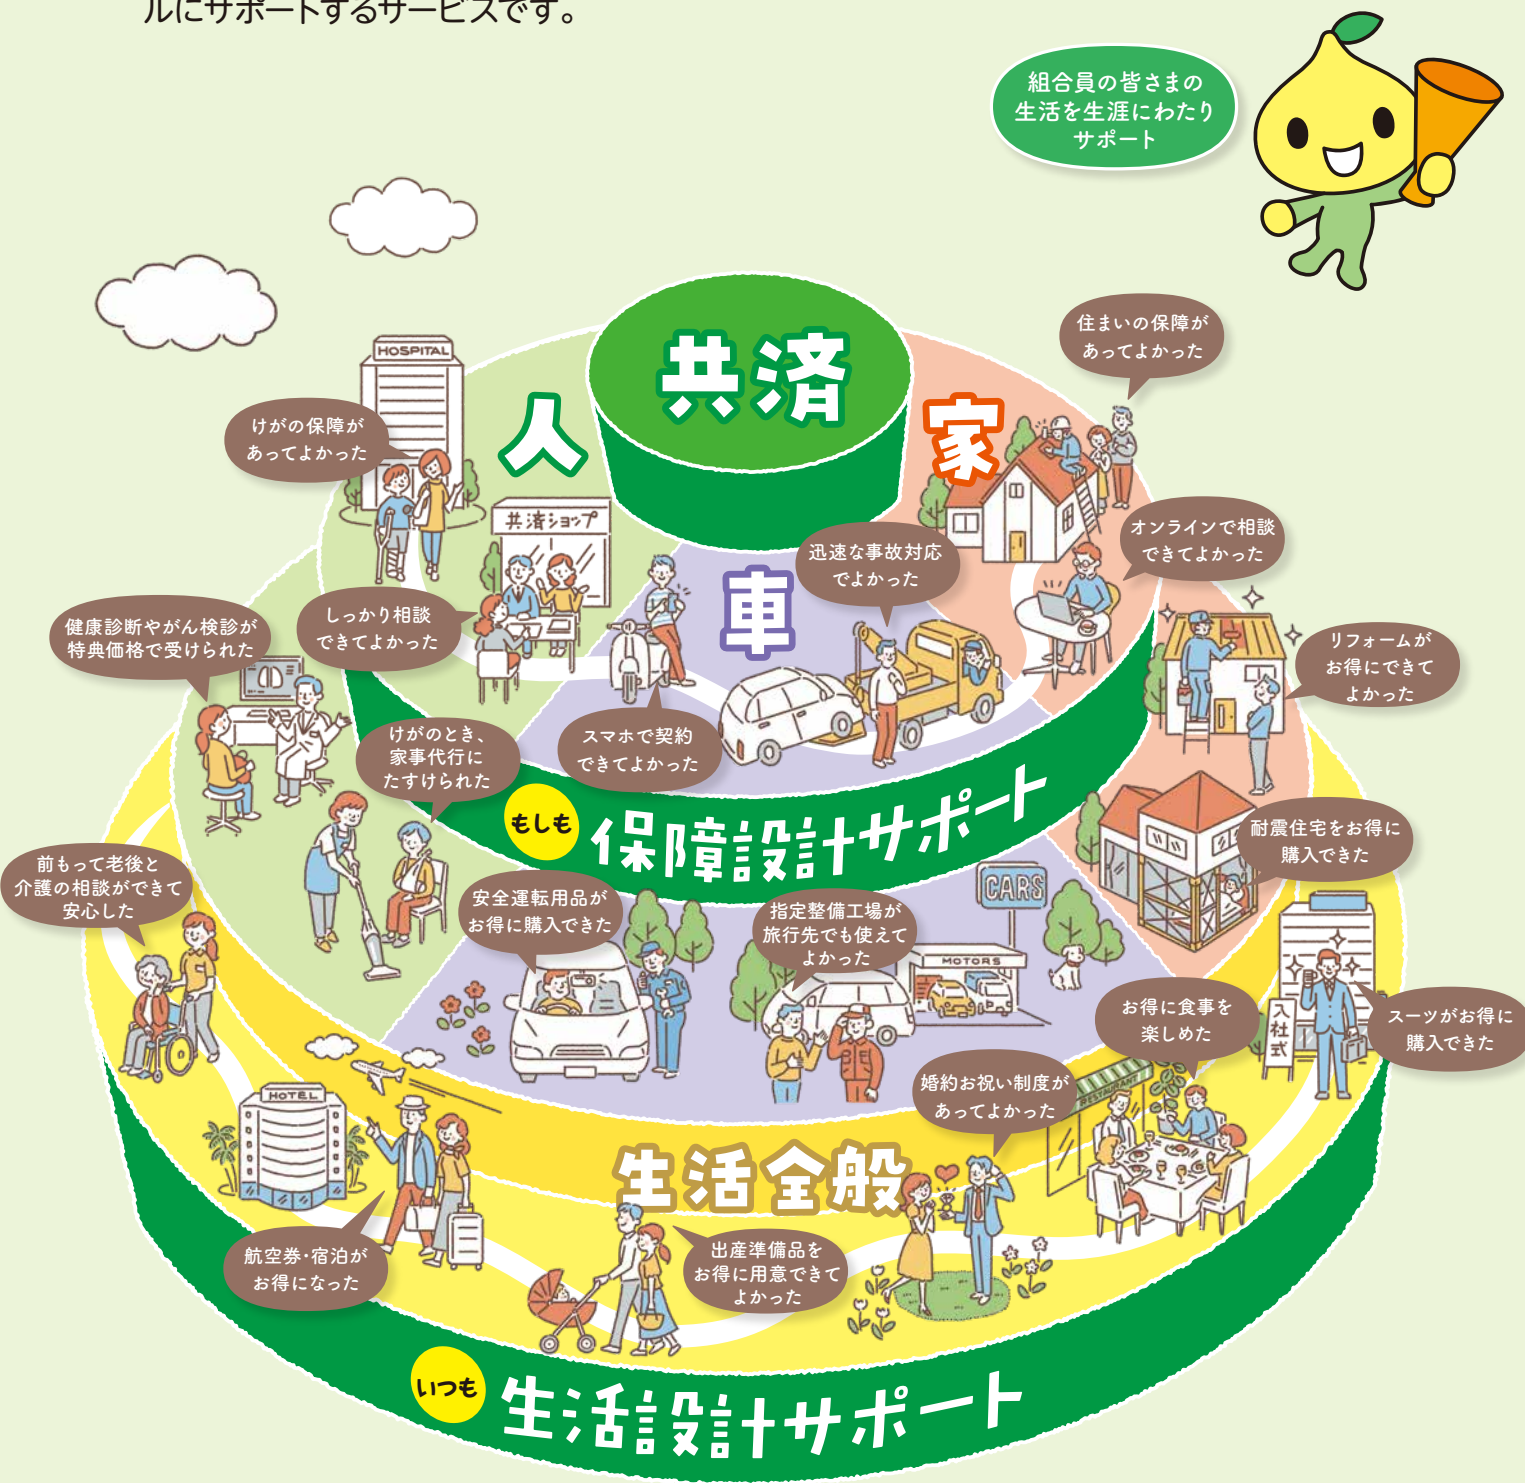 ルにサポートするサービスです。
組合員の皆さまの
生活を生涯にわたり
サポート
共済
人
家
車
HOSPITAL
けがの保障が
あってよかった
住まいの保障が
あってよかった
共済ショップ
迅速な事故対応
でよかった
オンラインで相談
できてよかった
しっかり相談
できてよかった
健康診断やがん検診が
特典価格で受けられた
リフォームが
お得にできて
よかった
けがのとき、
家事代行に
たすけられた
スマホで契約
できてよかった
もしも
保障設計サポート
耐震住宅をお得に
購入できた
前もって老後と
介護の相談ができて
安心した
安全運転用品が
お得に購入できた
指定整備工場が
旅行先でも使えて
よかった
CARS
MOTORS
お得に食事を
楽しめた
入社式
スーツがお得に
購入できた
婚約お祝い制度が
あってよかった
RESTAURANT
HOTEL
生活全般
航空券・宿泊が
お得になった
出産準備品を
お得に用意できて
よかった
いつも
生活設計サポート